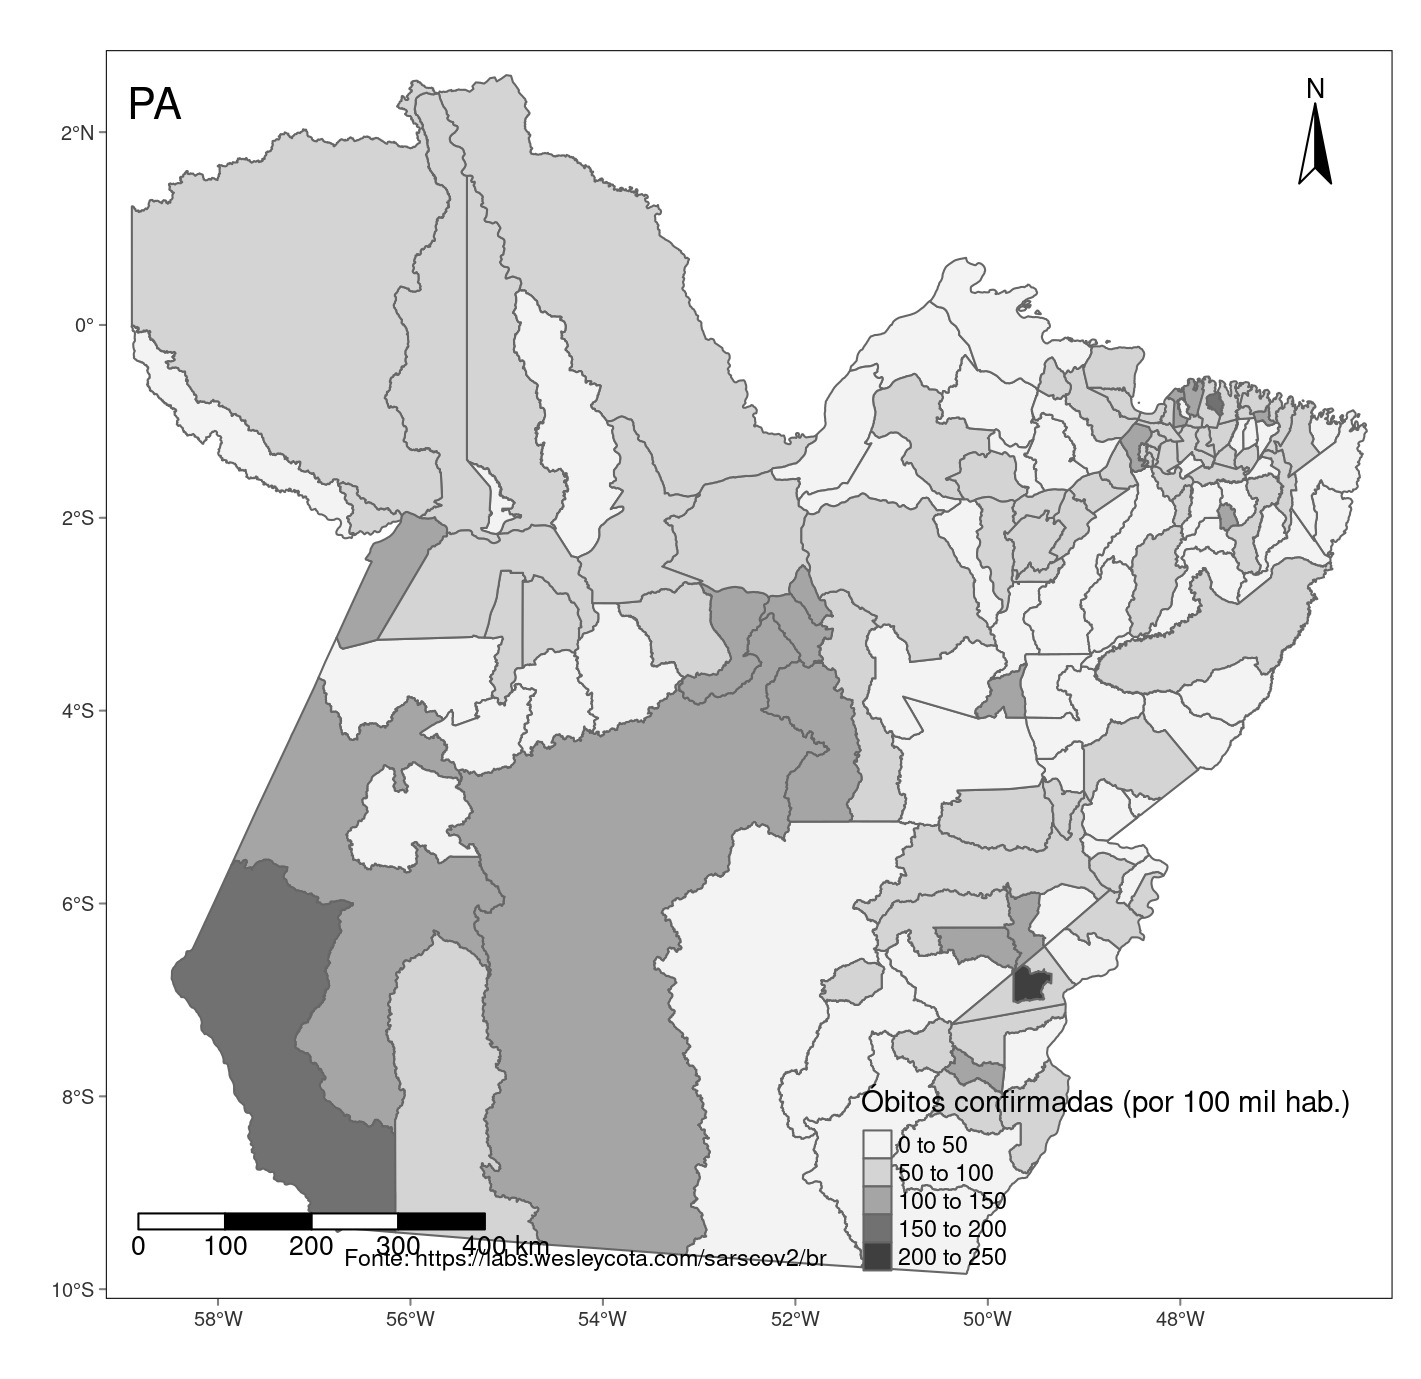 PA
N
2°N
0°
2°S
4°S
6°S
8°S
10°S
58°W
56°W
54°W
52°W
50°W
48°W
Óbitos confirmadas (por 100 mil hab.)
0 to 50
50 to 100
100 to 150
150 to 200
200 to 250
0 100 200 300 400 km
Fonte: https://labs.wesleycota.com/sarscov2/br